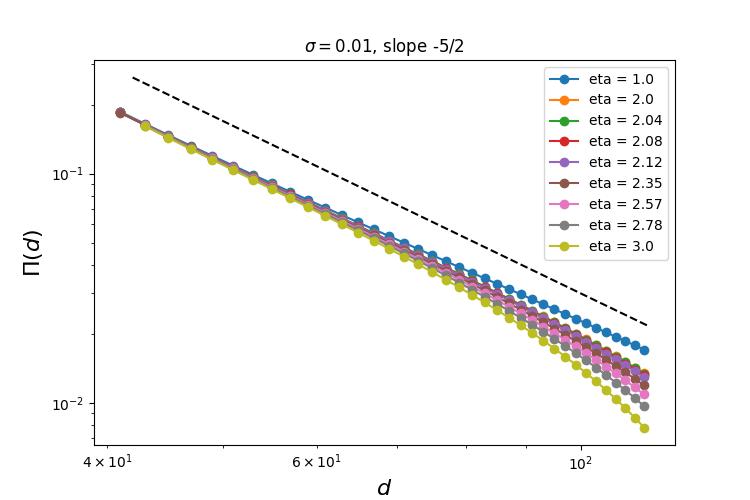 σ = 0.01, slope -5/2
eta = 1.0
eta = 2.0
eta = 2.04
eta = 2.08
eta = 2.12
eta = 2.35
eta = 2.57
eta = 2.78
eta = 3.0
10⁻¹
10⁻²
Π(d)
4 × 10¹
6 × 10¹
10²
d